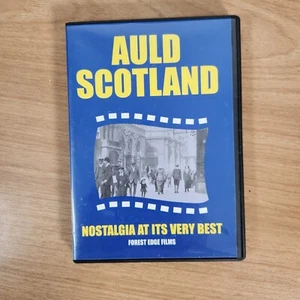 AULD
SCOTLAND
NOSTALGIA AT ITS VERY BEST
FOREST EDGE FILMS